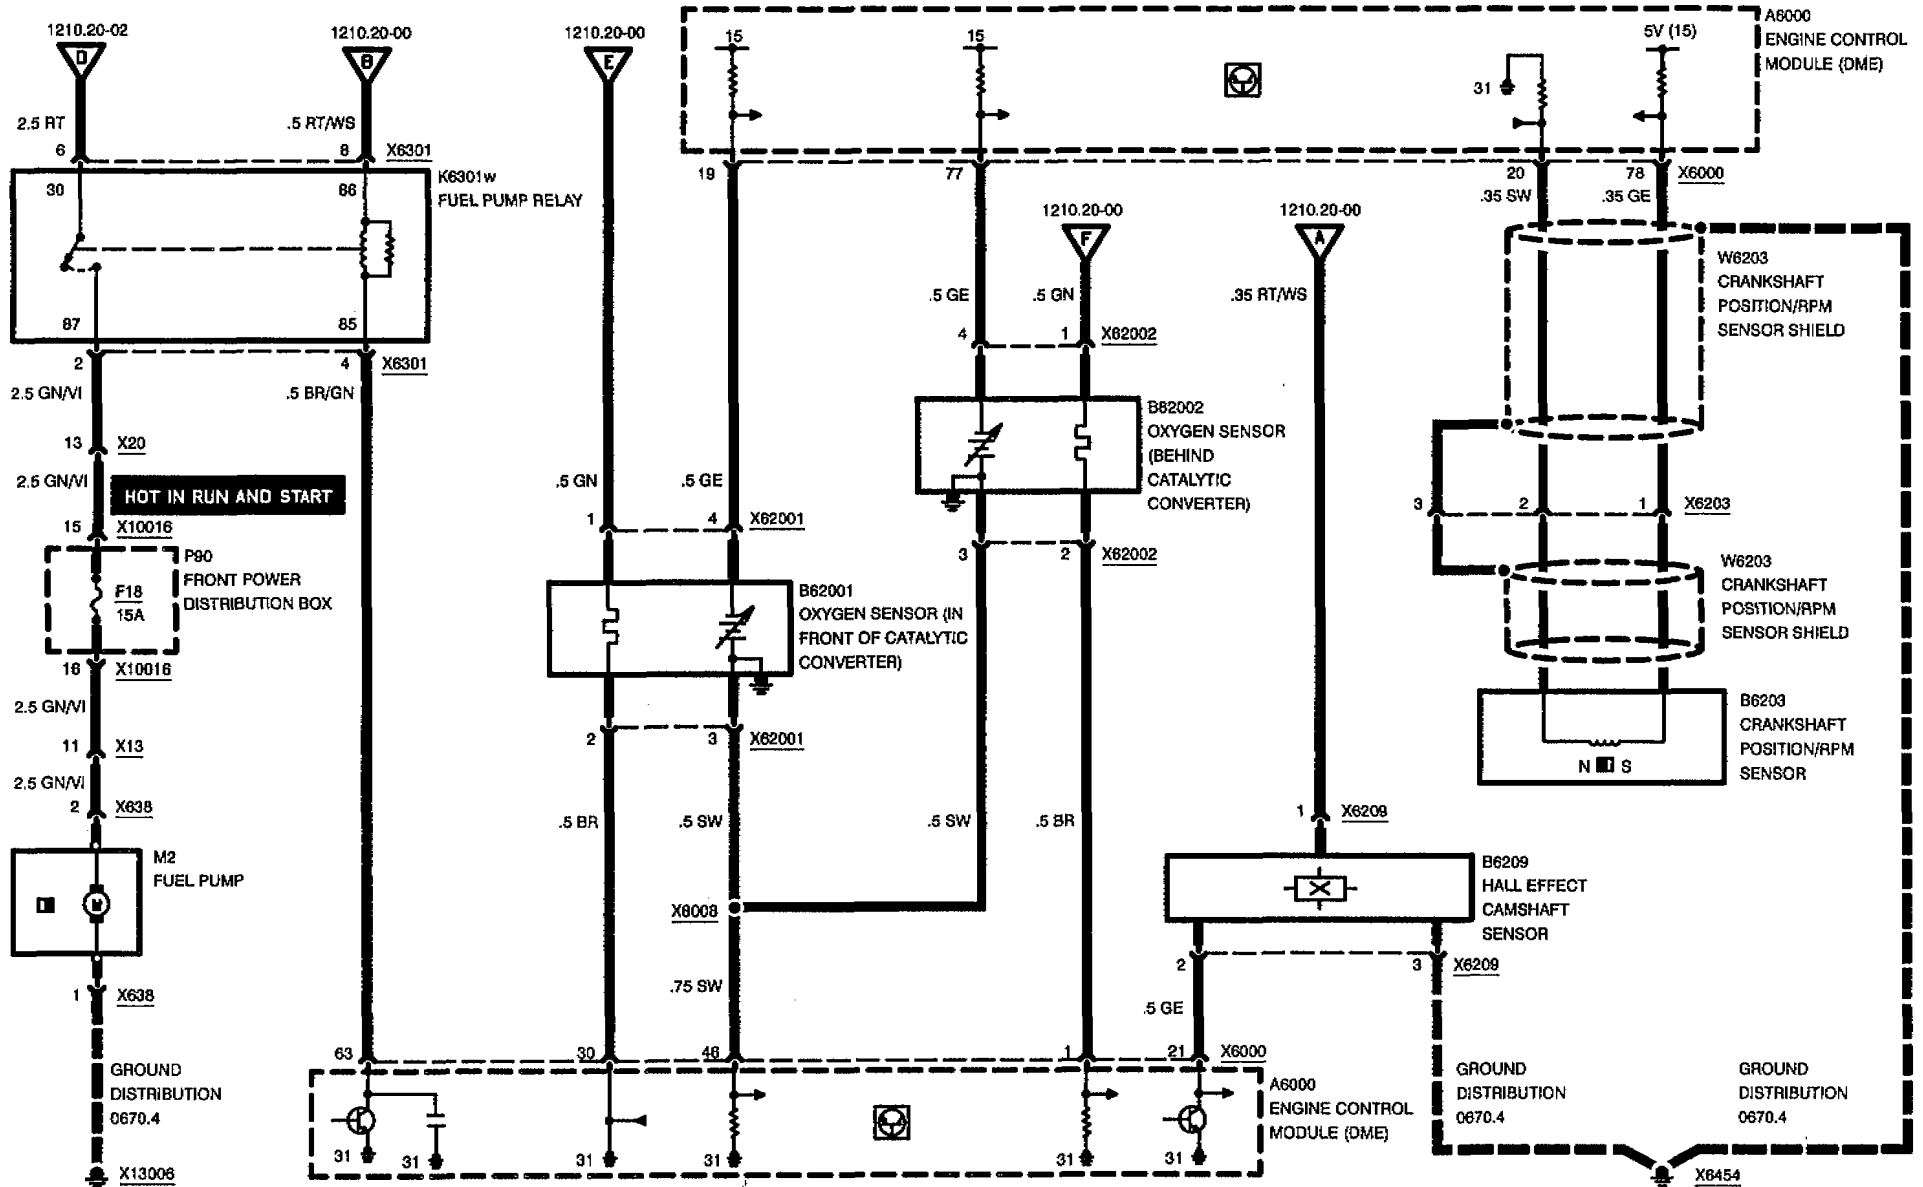 1210.20-02
1210.20-00
1210.20-00
D
B
E
15
15
5V (15)
31
A6000
ENGINE CONTROL
MODULE (DME)
2.5 RT
.5 RT/WS
6
8
X6301
19
77
20
78
X6000
.35 SW
.35 GE
30
86
K6301w
FUEL PUMP RELAY
87
85
2
4
X6301
2.5 GN/VI
.5 BR/GN
13
X20
2.5 GN/VI
HOT IN RUN AND START
15
X10016
P90
FRONT POWER
DISTRIBUTION BOX
F18
15A
16
X10016
2.5 GN/VI
11
X13
2.5 GN/VI
2
X638
M2
FUEL PUMP
M
1
X638
GROUND
DISTRIBUTION
0670.4
X13006
1210.20-00
1210.20-00
F
A
.5 GE
.5 GN
.35 RT/WS
4
1
X62002
B62002
OXYGEN SENSOR
(BEHIND
CATALYTIC
CONVERTER)
3
2
X62002
.5 GN
.5 GE
1
4
X62001
B62001
OXYGEN SENSOR (IN
FRONT OF CATALYTIC
CONVERTER)
2
3
X62001
.5 BR
.5 SW
.5 SW
.5 BR
X6008
.75 SW
W6203
CRANKSHAFT
POSITION/RPM
SENSOR SHIELD
3
2
1
X6203
W6203
CRANKSHAFT
POSITION/RPM
SENSOR SHIELD
B6203
CRANKSHAFT
POSITION/RPM
SENSOR
N
S
1
X6209
B6209
HALL EFFECT
CAMSHAFT
SENSOR
2
3
X6209
.5 GE
63
30
46
1
21
X6000
A6000
ENGINE CONTROL
MODULE (DME)
31
31
31
31
31
31
GROUND
DISTRIBUTION
0670.4
GROUND
DISTRIBUTION
0670.4
X6454